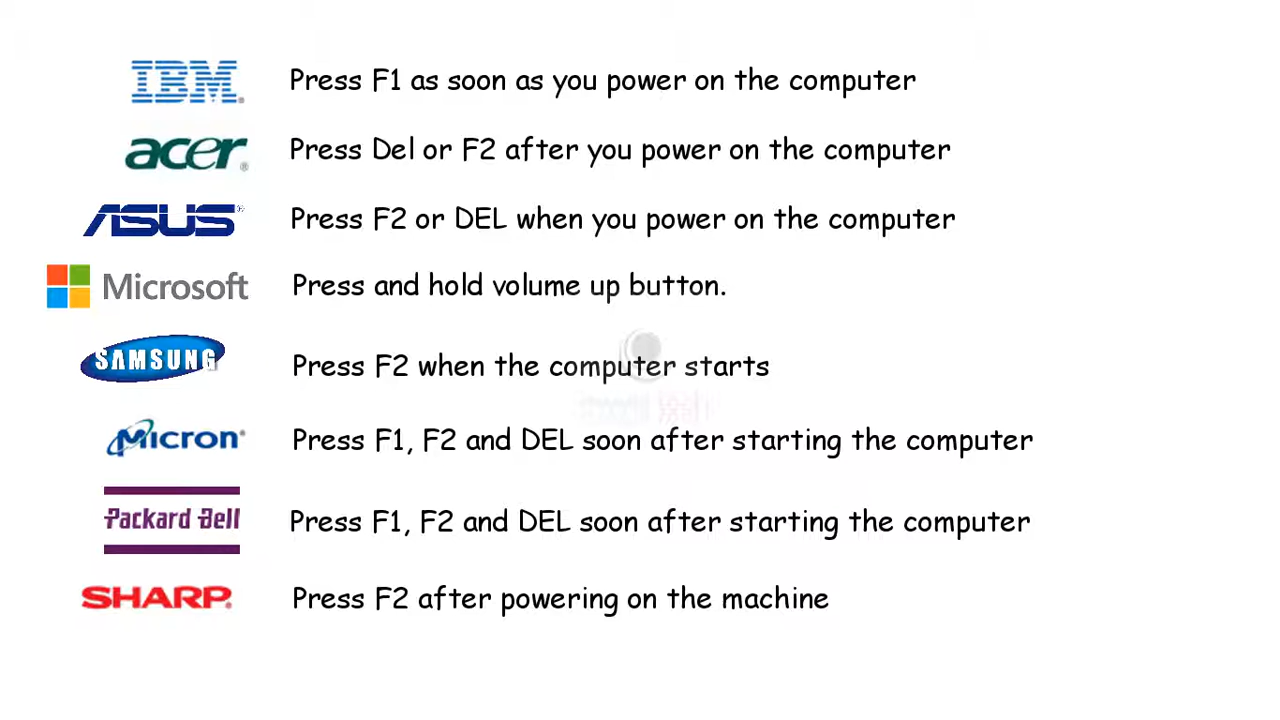 IBM Press F1 as soon as you power on the computer
acer Press Del or F2 after you power on the computer
ASUS Press F2 or DEL when you power on the computer
Microsoft Press and hold volume up button.
SAMSUNG Press F2 when the computer starts
Micron Press F1, F2 and DEL soon after starting the computer
Packard Bell Press F1, F2 and DEL soon after starting the computer
SHARP Press F2 after powering on the machine